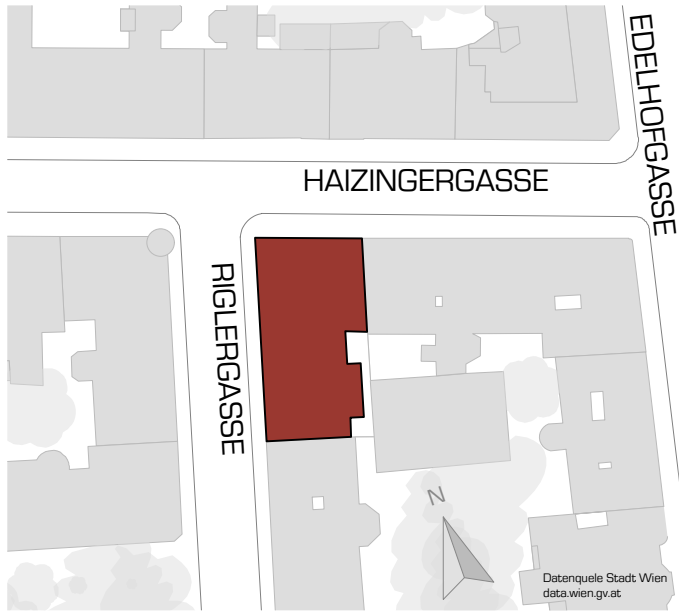 EDELHOFGASSE
HAIZINGERGASSE
RIGLERGASSE
N
Datenquele Stadt Wien
data.wien.gv.at